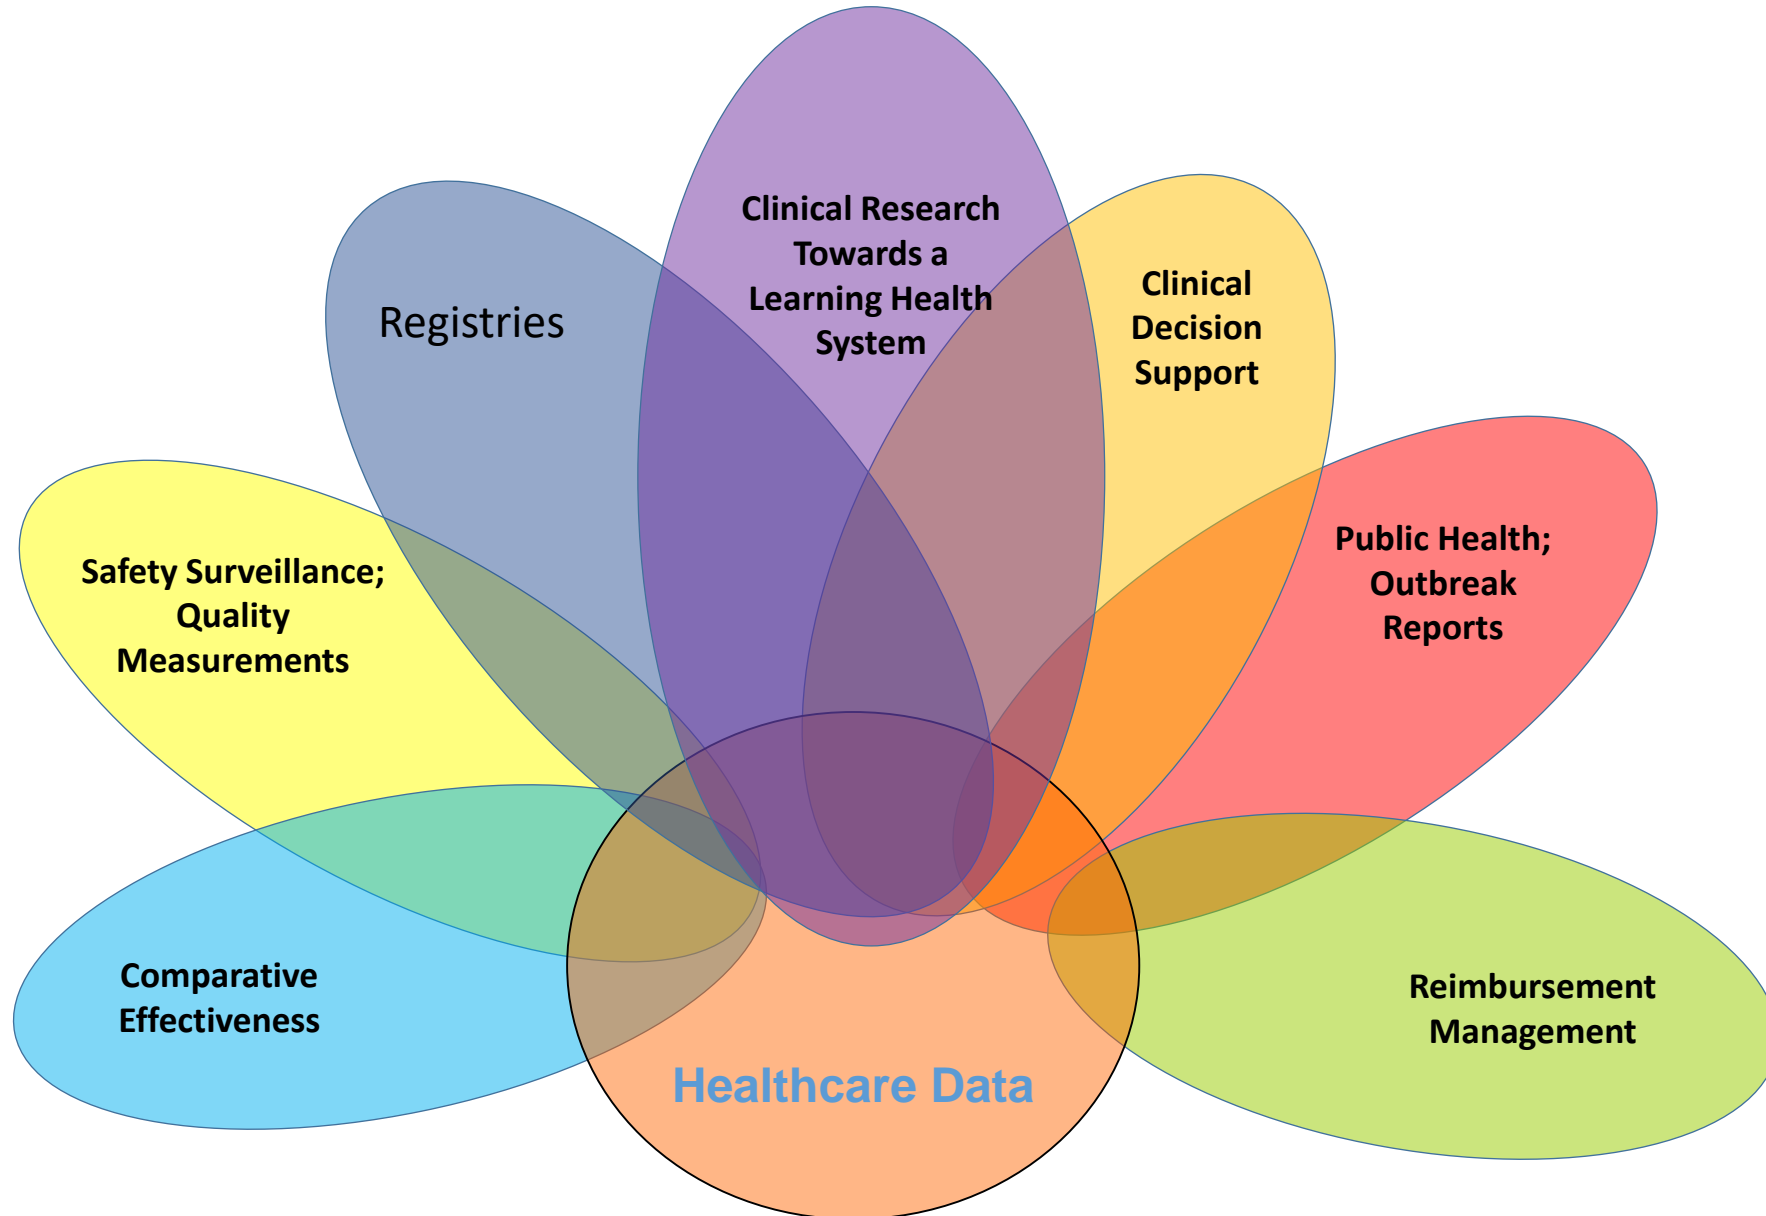 Clinical Research
Towards a
Learning Health
System
Clinical
Decision
Support
Registries
Public Health;
Outbreak
Reports
Safety Surveillance;
Quality
Measurements
Comparative
Effectiveness
Reimbursement
Management
Healthcare Data